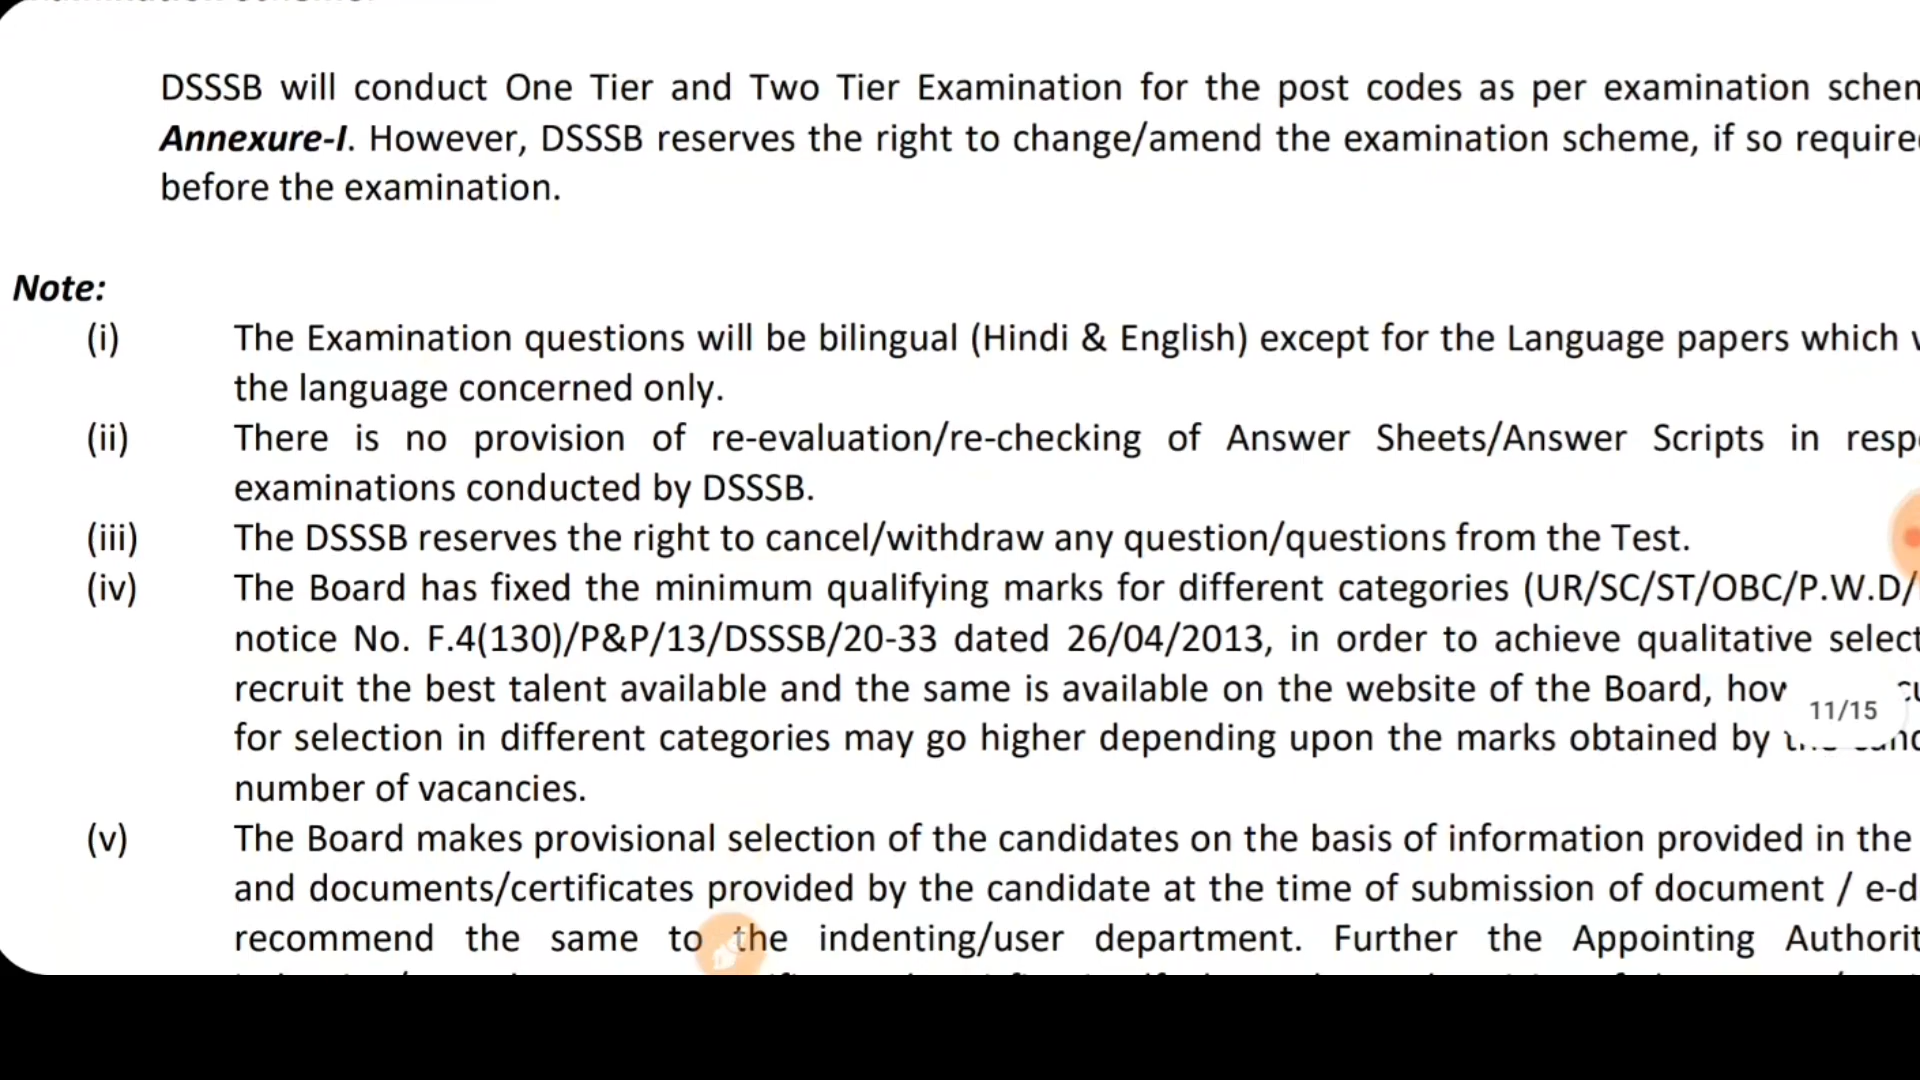 DSSSB will conduct One Tier and Two Tier Examination for the post codes as per examination
Annexure-I. However, DSSSB reserves the right to change/amend the examination scheme, if so
before the examination.
Note:
(i) The Examination questions will be bilingual (Hindi & English) except for the Language papers which
the language concerned only.
(ii) There is no provision of re-evaluation/re-checking of Answer Sheets/Answer Scripts in
examinations conducted by DSSSB.
(iii) The DSSSB reserves the right to cancel/withdraw any question/questions from the Test.
(iv) The Board has fixed the minimum qualifying marks for different categories (UR/SC/ST/OBC/P.W.D/
notice No. F.4(130)/P&P/13/DSSSB/20-33 dated 26/04/2013, in order to achieve qualitative
recruit the best talent available and the same is available on the website of the Board,
11/15
for selection in different categories may go higher depending upon the marks obtained by
number of vacancies.
(v) The Board makes provisional selection of the candidates on the basis of information provided in the
and documents/certificates provided by the candidate at the time of submission of document /
recommend the same to the indenting/user department. Further the Appointing